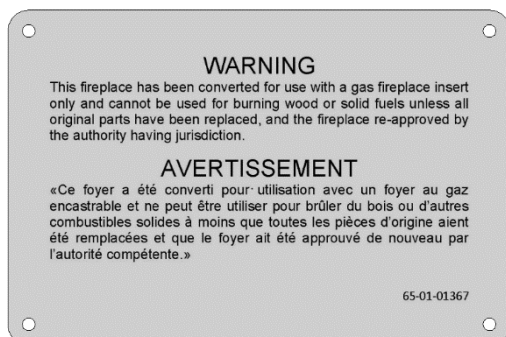 WARNING
This fireplace has been converted for use with a gas fireplace insert
only and cannot be used for burning wood or solid fuels unless all
original parts have been replaced, and the fireplace re-approved by
the authority having jurisdiction.
AVERTISSEMENT
«Ce foyer a été converti pour utilisation avec un foyer au gaz
encastrable et ne peut être utiliser pour brûler du bois ou d'autres
combustibles solides à moins que toutes les pièces d'origine aient
été remplacées et que le foyer ait été approuvé de nouveau par
l'autorité compétente.»
65-01-01367